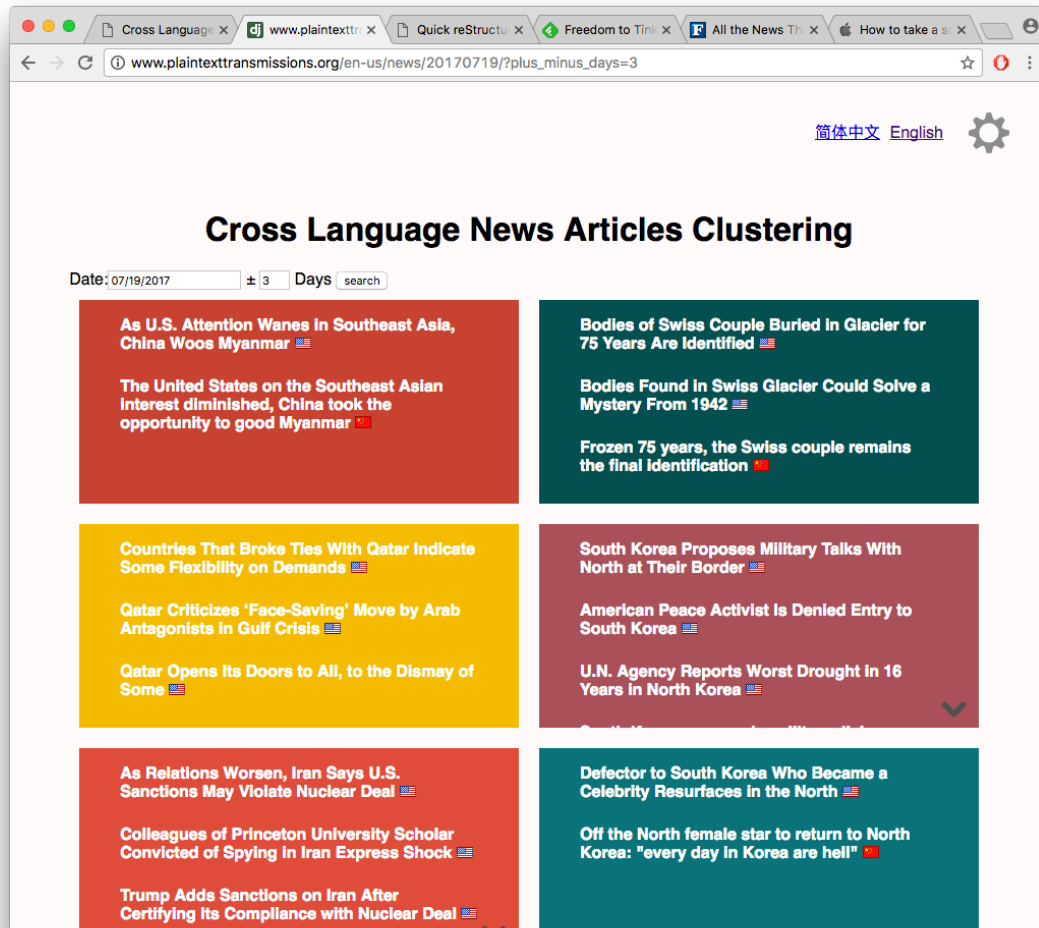 Cross Language
www.plaintexttr
Quick reStructu
Freedom to Tink
All the News Th
How to take a sc
www.plaintexttransmissions.org/en-us/news/20170719/?plus_minus_days=3
简体中文 English
Cross Language News Articles Clustering
Date: 07/19/2017 ± 3 Days search
As U.S. Attention Wanes in Southeast Asia,
China Woos Myanmar
The United States on the Southeast Asian
interest diminished, China took the
opportunity to good Myanmar
Bodies of Swiss Couple Buried in Glacier for
75 Years Are Identified
Bodies Found in Swiss Glacier Could Solve a
Mystery From 1942
Frozen 75 years, the Swiss couple remains
the final identification
Countries That Broke Ties With Qatar Indicate
Some Flexibility on Demands
Qatar Criticizes ‘Face-Saving’ Move by Arab
Antagonists in Gulf Crisis
Qatar Opens Its Doors to All, to the Dismay of
Some
South Korea Proposes Military Talks With
North at Their Border
American Peace Activist Is Denied Entry to
South Korea
U.N. Agency Reports Worst Drought in 16
Years in North Korea
As Relations Worsen, Iran Says U.S.
Sanctions May Violate Nuclear Deal
Colleagues of Princeton University Scholar
Convicted of Spying in Iran Express Shock
Trump Adds Sanctions on Iran After
Certifying Its Compliance with Nuclear Deal
Defector to South Korea Who Became a
Celebrity Resurfaces in the North
Off the North female star to return to North
Korea: "every day in Korea are hell"